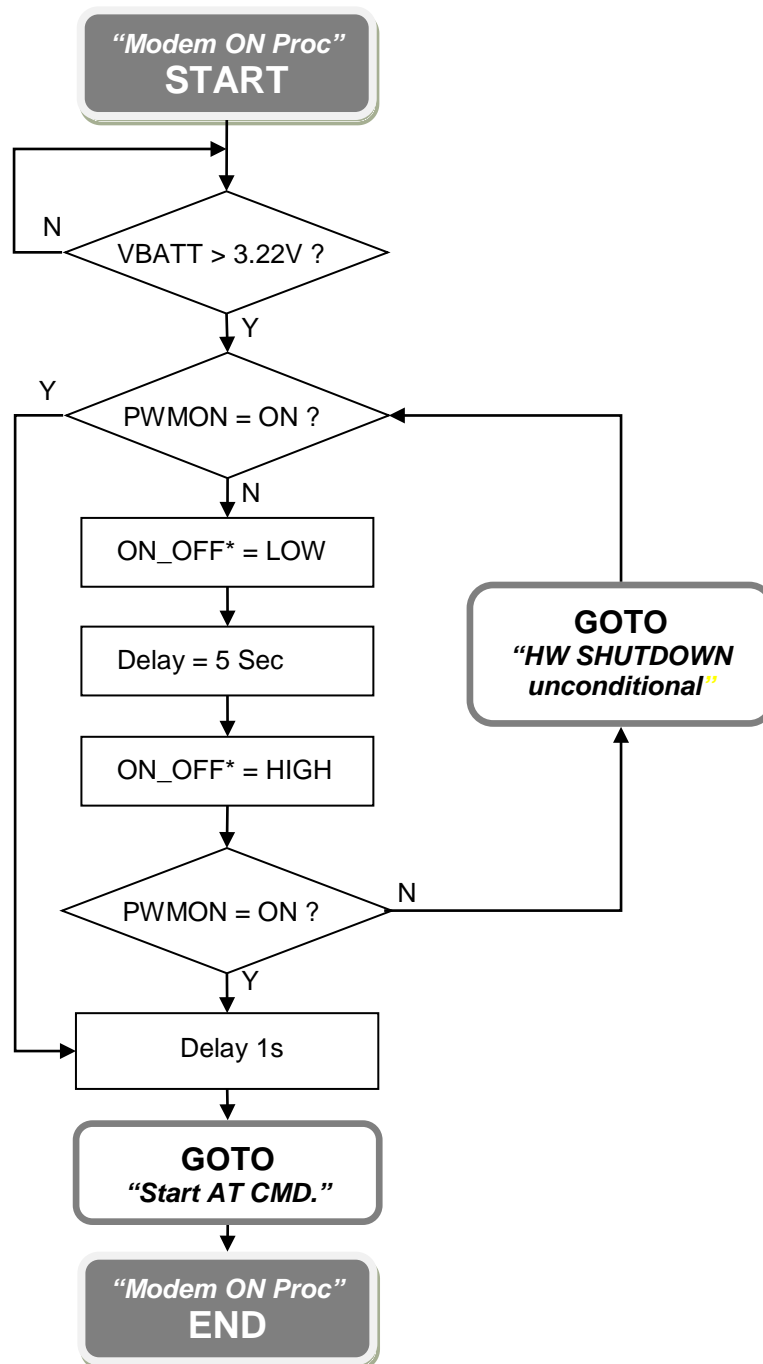 “Modem ON Proc”
START
N
VBATT > 3.22V ?
Y
Y
PWMON = ON ?
N
ON_OFF* = LOW
GOTO
“HW SHUTDOWN
unconditional”
Delay = 5 Sec
ON_OFF* = HIGH
N
PWMON = ON ?
Y
Delay 1s
GOTO
“Start AT CMD.”
“Modem ON Proc”
END